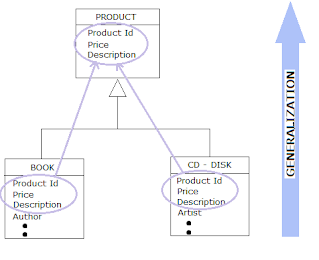 PRODUCT
Product Id
Price
Description
GENERALIZATION
BOOK
Product Id
Price
Description
Author
CD - DISK
Product Id
Price
Description
Artist